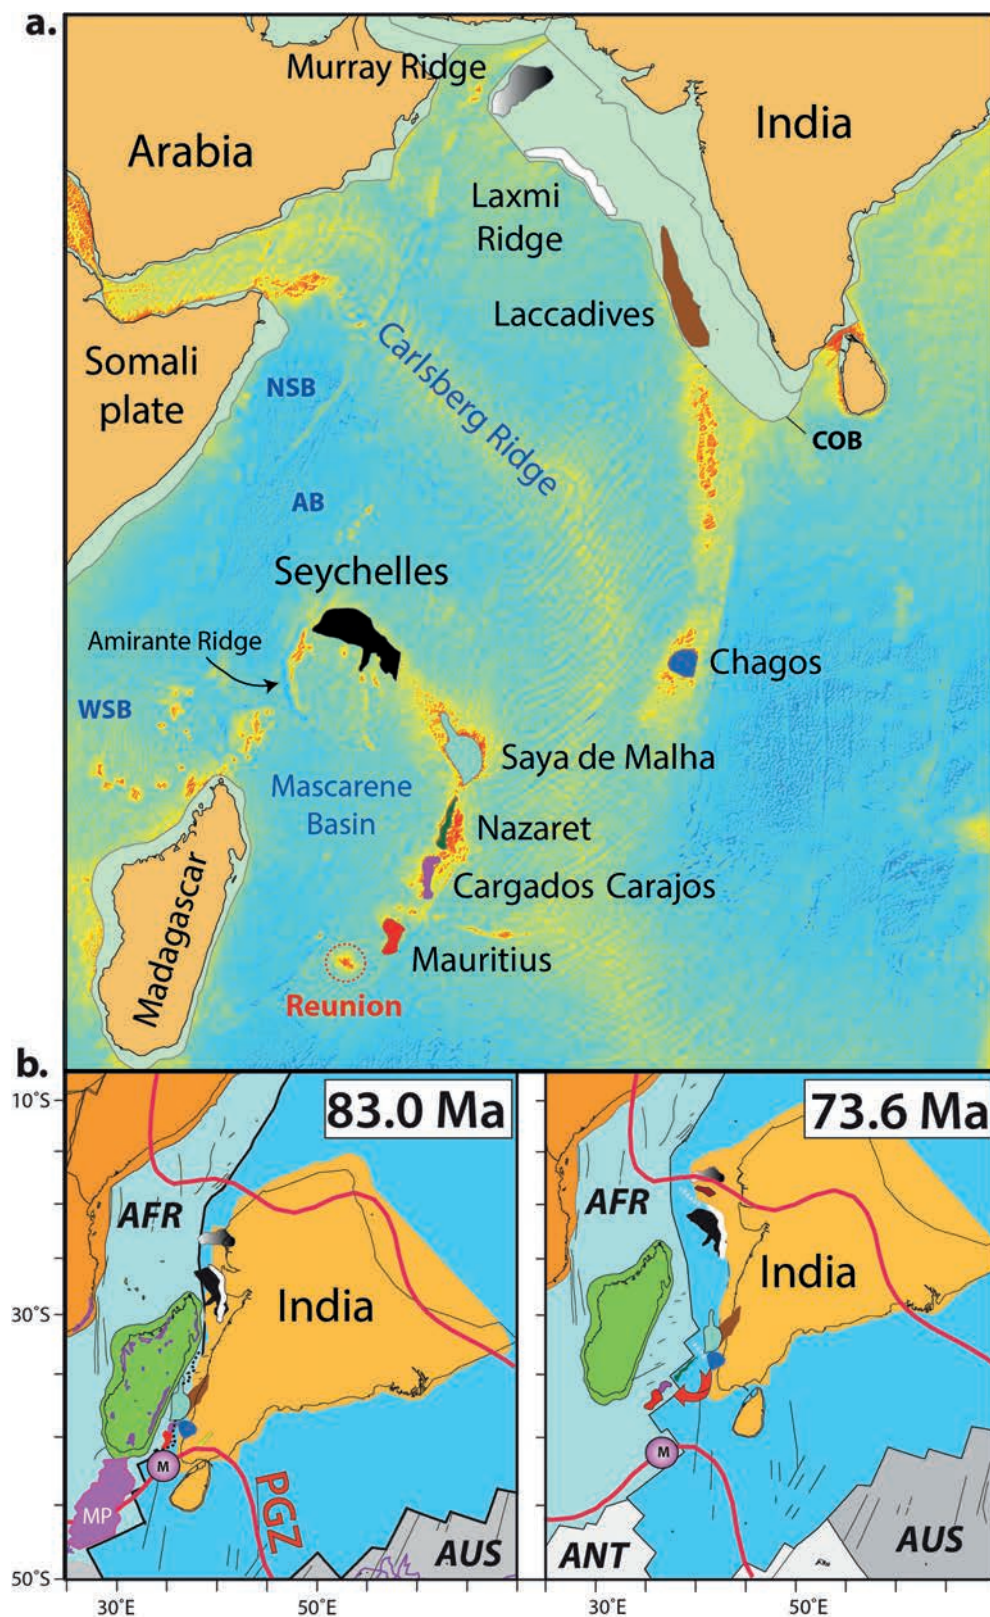 a.
Murray Ridge
Arabia
India
Laxmi
Ridge
Laccadives
Somali
plate
NSB
Carlsberg Ridge
COB
AB
Seychelles
Amirante Ridge
Chagos
WSB
Saya de Malha
Mascarene
Basin
Nazaret
Cargados Carajos
Madagascar
Mauritius
Reunion
b.
10°S
83.0 Ma
73.6 Ma
AFR
AFR
India
India
30°S
M
M
MP
PGZ
AUS
ANT
AUS
50°S
30°E
50°E
30°E
50°E